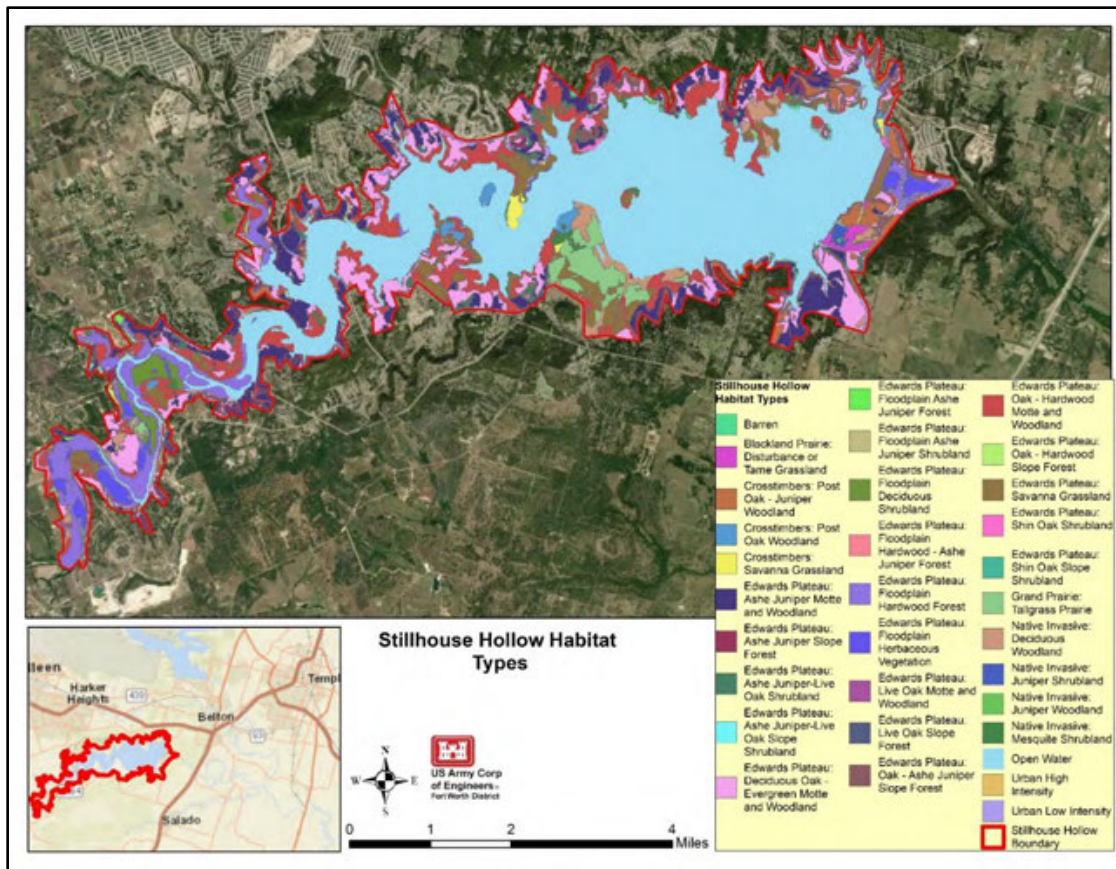 Stillhouse Hollow
Habitat Types
Barren
Blackland Prairie:
Disturbance or
Tame Grassland
Crosstimbers: Post
Oak - Juniper
Woodland
Crosstimbers: Post
Oak Woodland
Crosstimbers:
Savanna Grassland
Edwards Plateau:
Ashe Juniper Motte
and Woodland
Edwards Plateau:
Ashe Juniper Slope
Forest
Edwards Plateau:
Ashe Juniper-Live
Oak Shrubland
Edwards Plateau:
Ashe Juniper-Live
Oak Slope
Shrubland
Edwards Plateau:
Deciduous Oak -
Evergreen Motte
and Woodland
Edwards Plateau:
Floodplain Ashe
Juniper Forest
Edwards Plateau:
Floodplain Ashe
Juniper Shrubland
Edwards Plateau:
Floodplain
Deciduous
Shrubland
Edwards Plateau:
Floodplain
Hardwood - Ashe
Juniper Forest
Edwards Plateau:
Floodplain
Hardwood Forest
Edwards Plateau:
Floodplain
Herbaceous
Vegetation
Edwards Plateau:
Live Oak Motte and
Woodland
Edwards Plateau:
Live Oak Slope
Forest
Edwards Plateau:
Oak - Ashe Juniper
Slope Forest
Edwards Plateau:
Oak - Hardwood
Motte and
Woodland
Edwards Plateau:
Oak - Hardwood
Slope Forest
Edwards Plateau:
Savanna Grassland
Edwards Plateau:
Shin Oak Shrubland
Edwards Plateau:
Shin Oak Slope
Shrubland
Grand Prairie:
Tallgrass Prairie
Native Invasive:
Deciduous
Woodland
Native Invasive:
Juniper Shrubland
Native Invasive:
Juniper Woodland
Native Invasive:
Mesquite Shrubland
Open Water
Urban High
Intensity
Urban Low Intensity
Stillhouse Hollow
Boundary
Stillhouse Hollow Habitat
Types
lleen
Harker
Heights
439
Belton
93
Templ
Salado
N
W E
S
US Army Corp
of Engineers
Fort Worth District
0 1 2 4
Miles